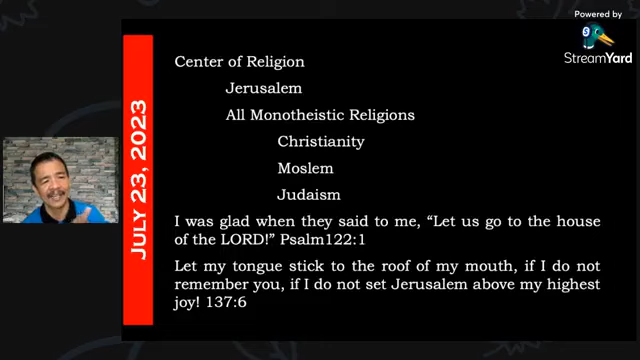 Powered by
StreamYard
JULY 23, 2023
Center of Religion
Jerusalem
All Monotheistic Religions
Christianity
Moslem
Judaism
I was glad when they said to me, “Let us go to the house
of the LORD!” Psalm122:1
Let my tongue stick to the roof of my mouth, if I do not
remember you, if I do not set Jerusalem above my highest
joy! 137:6